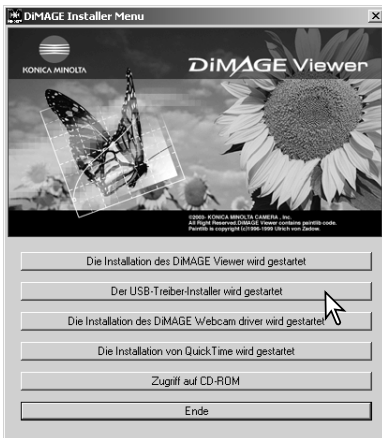 DiMAGE Installer Menu
KONICA MINOLTA
DiMAGE Viewer
©2000- KONICA MINOLTA CAMERA, Inc.
All Right Reserved.DiMAGE Viewer contains paintlib code.
Paintlib is copyright (c)1996-1999 Ulrich von Zadow.
Die Installation des DiMAGE Viewer wird gestartet
Der USB-Treiber-Installer wird gestartet
Die Installation des DiMAGE Webcam driver wird gestartet
Die Installation von QuickTime wird gestartet
Zugriff auf CD-ROM
Ende